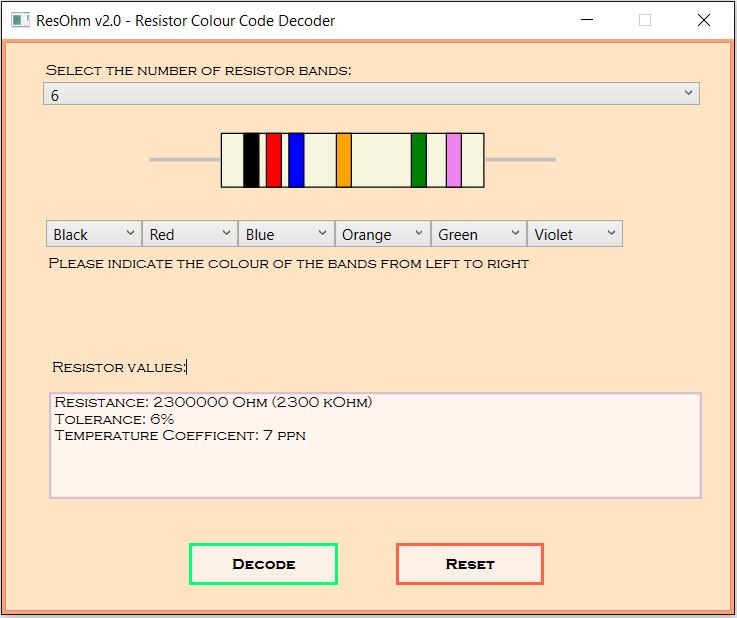 ResOhm v2.0 - Resistor Colour Code Decoder
Select the number of resistor bands:
6
Black Red Blue Orange Green Violet
Please indicate the colour of the bands from left to right
Resistor values:
Resistance: 2300000 Ohm (2300 kOhm)
Tolerance: 6%
Temperature Coefficent: 7 ppn
Decode Reset